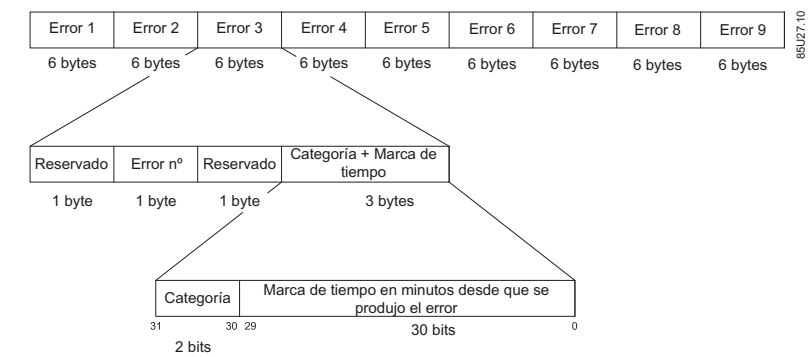 Error 1 Error 2 Error 3 Error 4 Error 5 Error 6 Error 7 Error 8 Error 9
6 bytes 6 bytes 6 bytes 6 bytes 6 bytes 6 bytes 6 bytes 6 bytes 6 bytes
85U27.10
Reservado Error nº Reservado Categoría + Marca de
tiempo
1 byte 1 byte 1 byte 3 bytes
Categoría Marca de tiempo en minutos desde que se
produjo el error
31 30 29 0
2 bits 30 bits